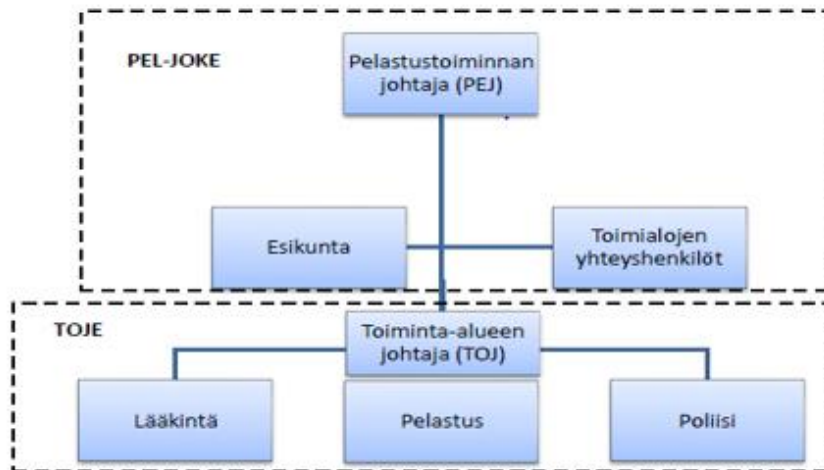 PEL-JOKE
Pelastustoiminnan
johtaja (PEJ)
Esikunta
Toimialojen
yhteyshenkilöt
TOJE
Toiminta-alueen
johtaja (TOJ)
Lääkintä
Pelastus
Poliisi